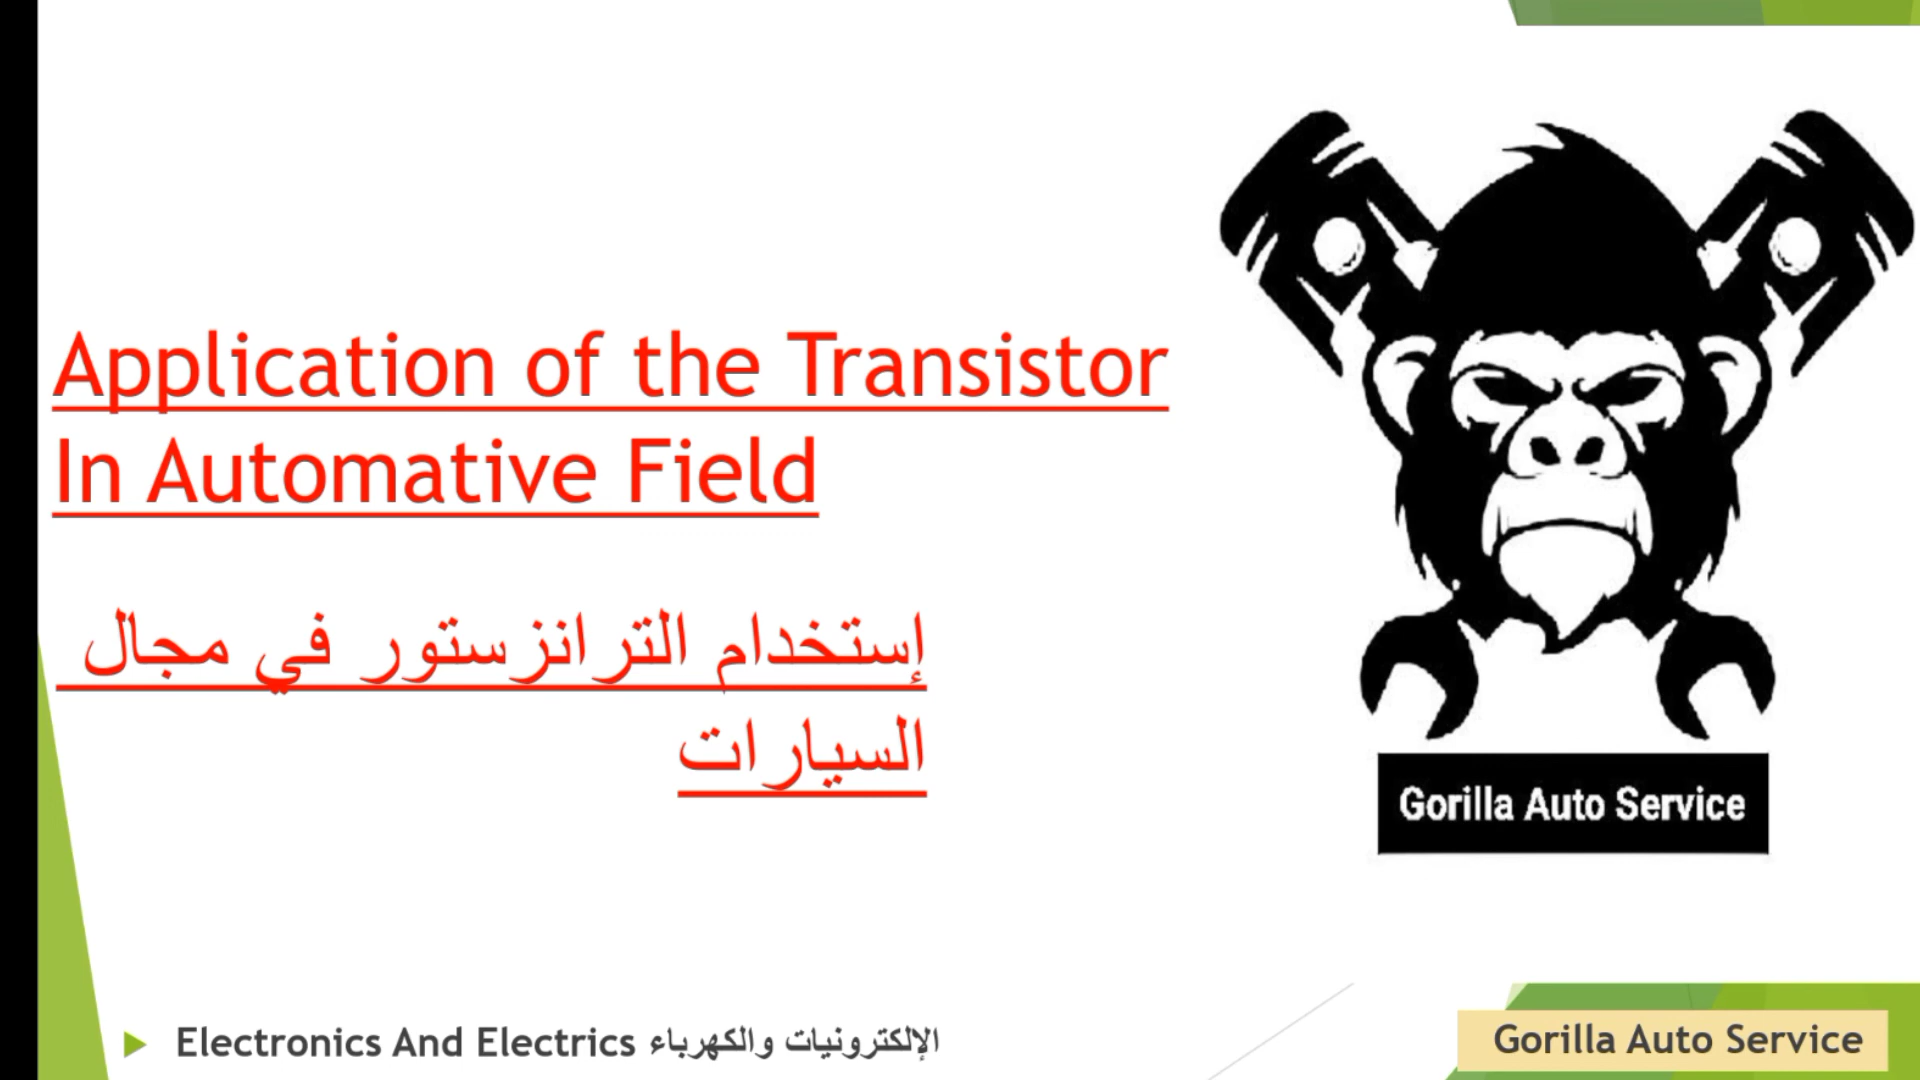 Application of the Transistor
In Automative Field
إستخدام الترانزستور في مجال
السيارات
Gorilla Auto Service
Electronics And Electrics الإلكترونيات والكهرباء
Gorilla Auto Service